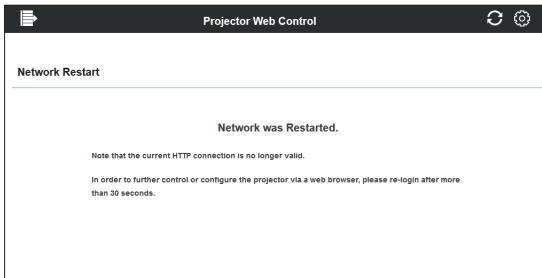 Projector Web Control
Network Restart
Network was Restarted.
Note that the current HTTP connection is no longer valid.
In order to further control or configure the projector via a web browser, please re-login after more
than 30 seconds.